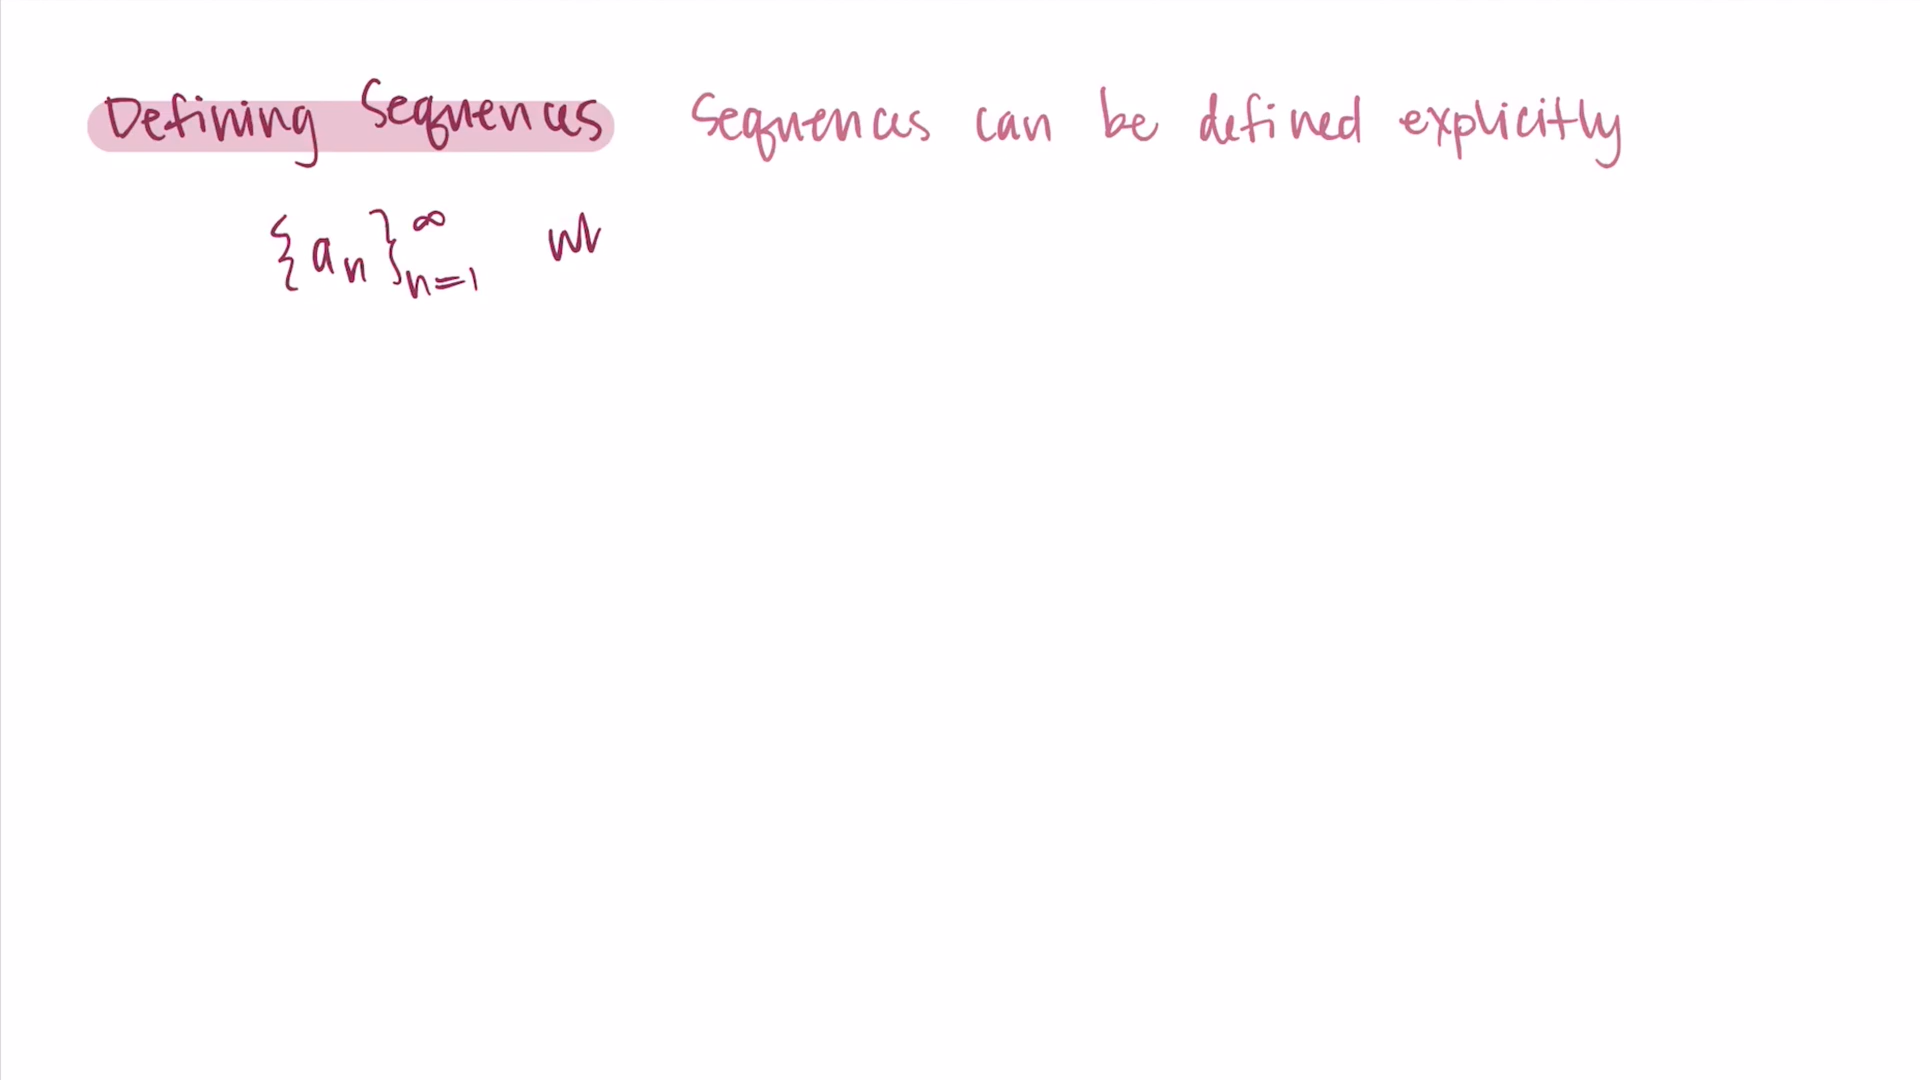 Defining Sequences Sequences can be defined explicitly
{a_n}_{n=1}^∞